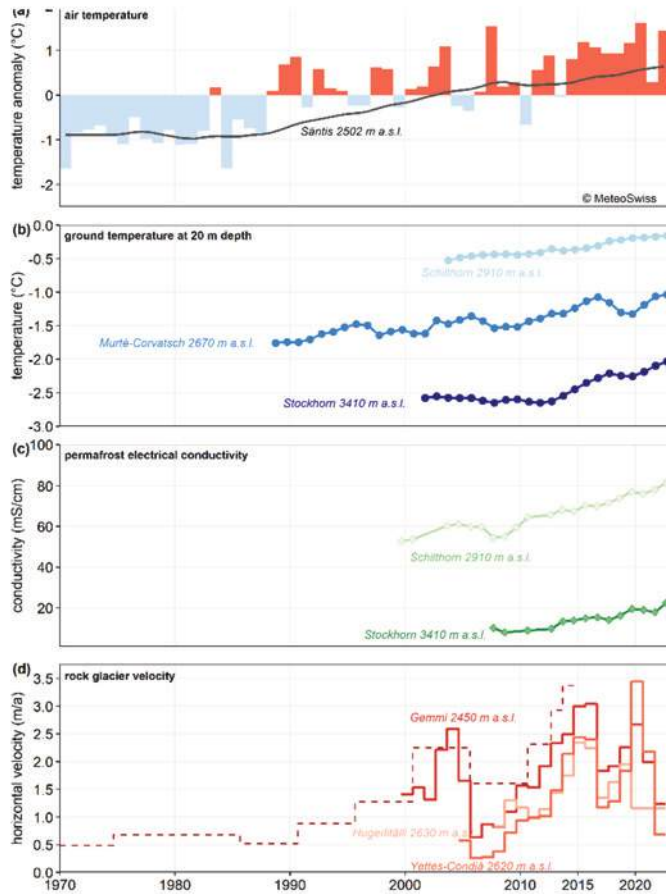 (a) air temperature
temperature anomaly (°C)
2
1
0
-1
-2
Säntis 2502 m a.s.l.
© MeteoSwiss
(b) ground temperature at 20 m depth
temperature (°C)
0.0
-0.5
-1.0
-1.5
-2.0
-2.5
-3.0
Schilthorn 2910 m a.s.l.
Murtèl-Corvatsch 2670 m a.s.l.
Stockhorn 3410 m a.s.l.
(c) permafrost electrical conductivity
conductivity (mS/cm)
100
80
60
40
20
Schilthorn 2910 m a.s.l.
Stockhorn 3410 m a.s.l.
(d) rock glacier velocity
horizontal velocity (m/a)
3.5
3.0
2.5
2.0
1.5
1.0
0.5
0.0
Gemmi 2450 m a.s.l.
2630 m a.s.l.
Yettes-Condjà 2620 m a.s.l.
1970 1980 1990 2000 2010 2020